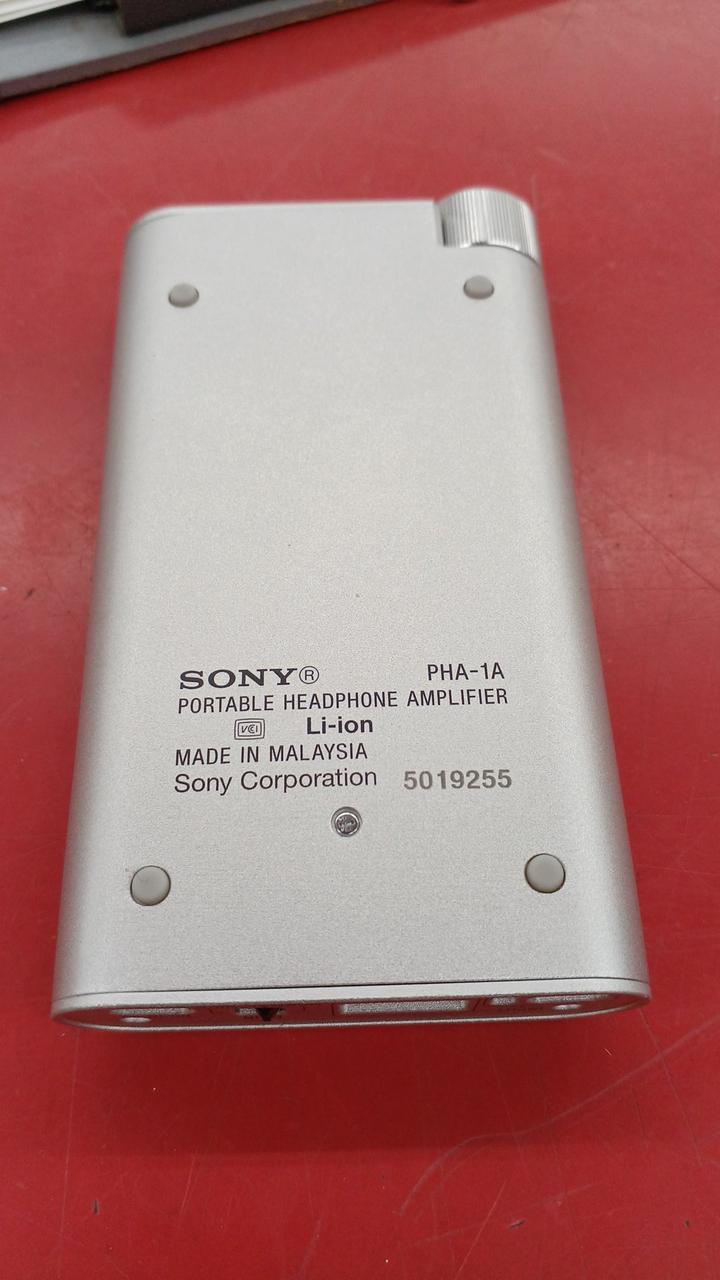 SONY® PHA-1A
PORTABLE HEADPHONE AMPLIFIER
VCI Li-ion
MADE IN MALAYSIA
Sony Corporation 5019255